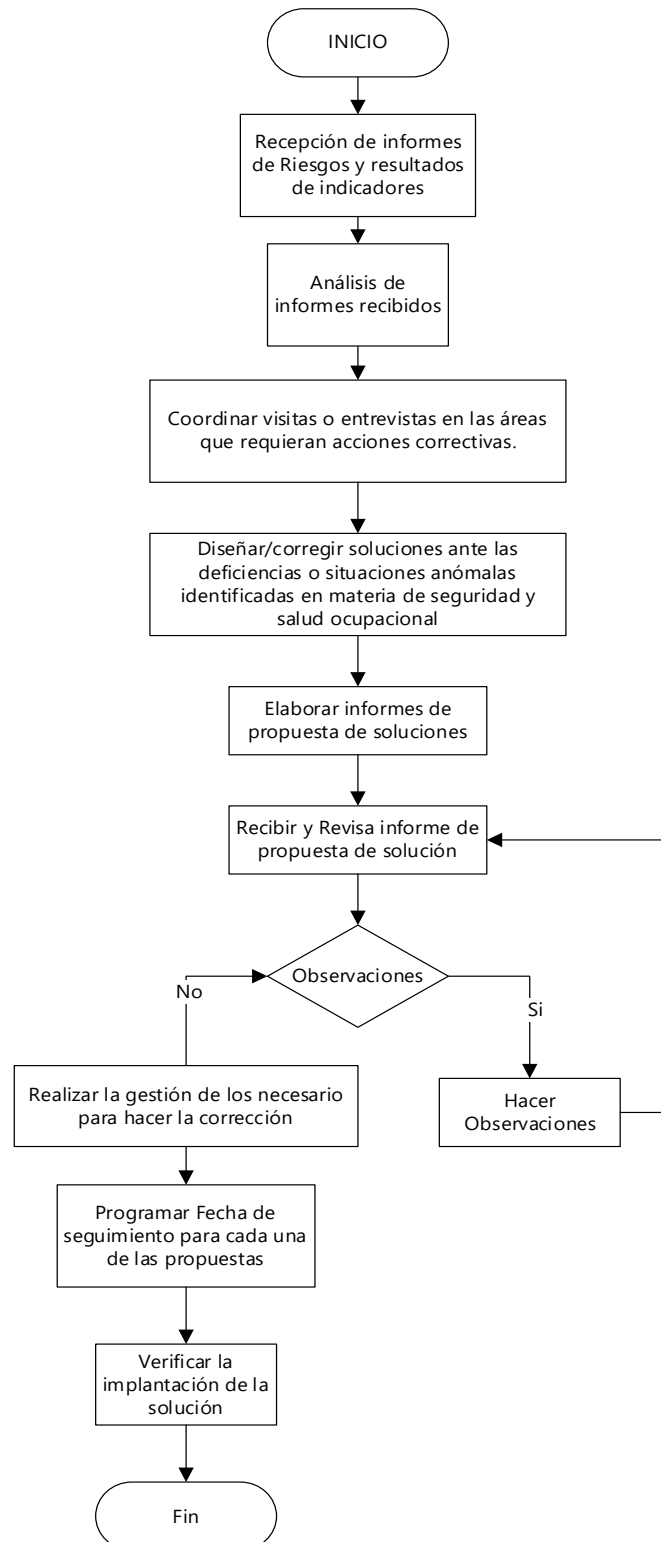 INICIO
Recepción de informes
de Riesgos y resultados
de indicadores
Análisis de
informes recibidos
Coordinar visitas o entrevistas en las áreas
que requieran acciones correctivas.
Diseñar/corregir soluciones ante las
deficiencias o situaciones anómalas
identificadas en materia de seguridad y
salud ocupacional
Elaborar informes de
propuesta de soluciones
Recibir y Revisa informe de
propuesta de solución
Observaciones
No
Si
Realizar la gestión de los necesario
para hacer la corrección
Hacer
Observaciones
Programar Fecha de
seguimiento para cada una
de las propuestas
Verificar la
implantación de la
solución
Fin